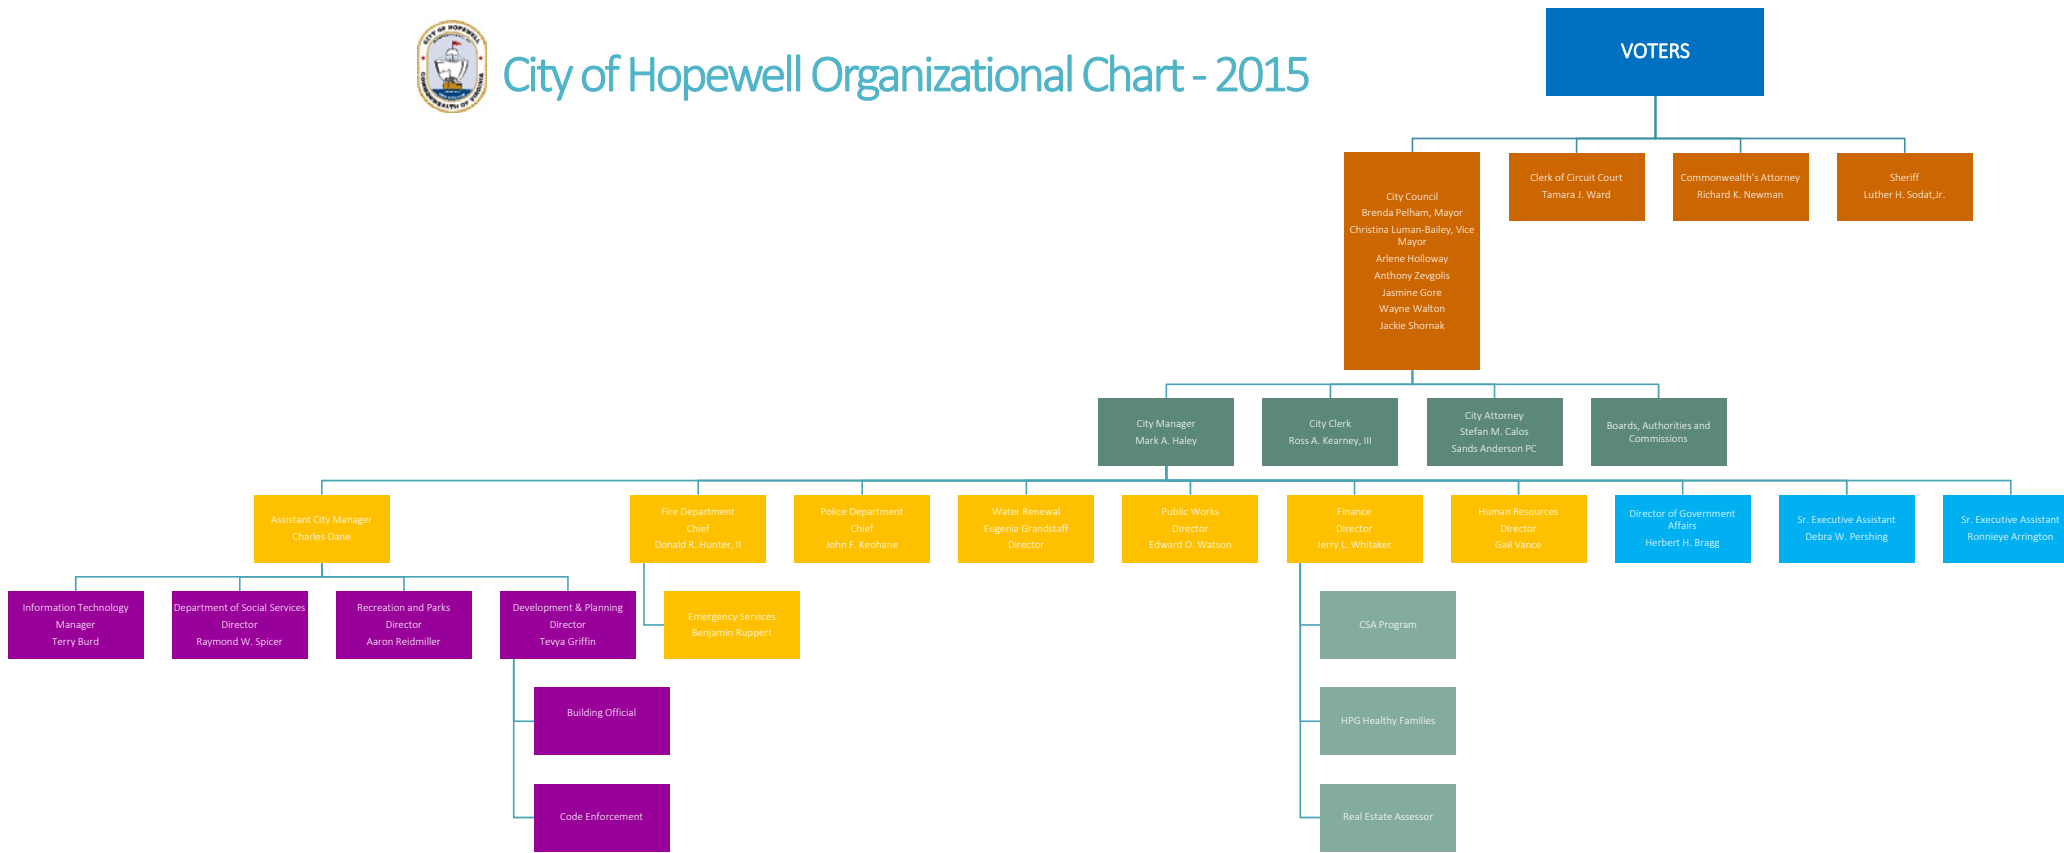 CITY OF HOPEWELL
COMMONWEALTH OF VIRGINIA
City of Hopewell Organizational Chart - 2015
VOTERS
City Council
Brenda Pelham, Mayor
Christina Luman-Bailey, Vice
Mayor
Arlene Holloway
Anthony Zevgolis
Jasmine Gore
Wayne Walton
Jackie Shornak
Clerk of Circuit Court
Tamara J. Ward
Commonwealth's Attorney
Richard K. Newman
Sheriff
Luther H. Sodat,Jr.
City Manager
Mark A. Haley
City Clerk
Ross A. Kearney, III
City Attorney
Stefan M. Calos
Sands Anderson PC
Boards, Authorities and
Commissions
Assistant City Manager
Charles Dane
Fire Department
Chief
Donald R. Hunter, II
Police Department
Chief
John F. Keohane
Water Renewal
Eugenia Grandstaff
Director
Public Works
Director
Edward O. Watson
Finance
Director
Jerry L. Whitaker
Human Resources
Director
Gail Vance
Director of Government
Affairs
Herbert H. Bragg
Sr. Executive Assistant
Debra W. Pershing
Sr. Executive Assistant
Ronnieye Arrington
Information Technology
Manager
Terry Burd
Department of Social Services
Director
Raymond W. Spicer
Recreation and Parks
Director
Aaron Reidmiller
Development & Planning
Director
Tevya Griffin
Emergency Services
Benjamin Ruppert
CSA Program
Building Official
HPG Healthy Families
Code Enforcement
Real Estate Assessor